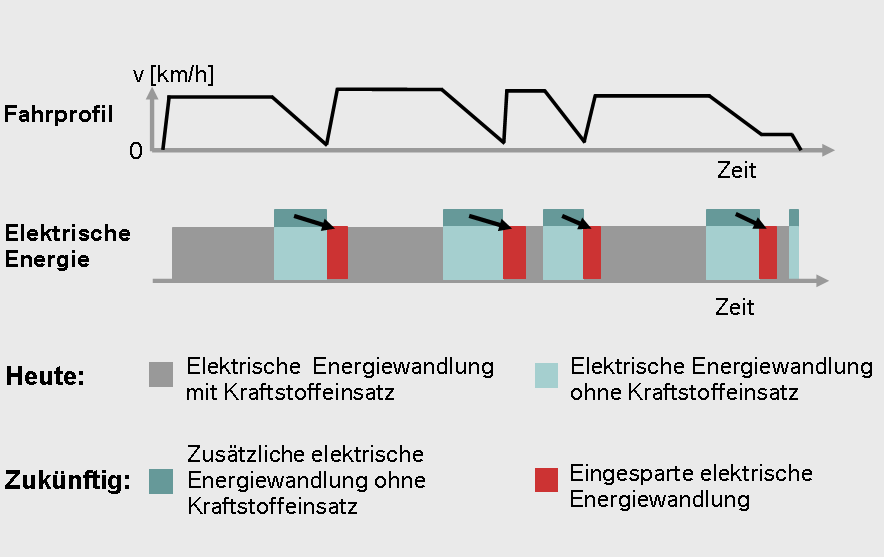 v [km/h]
Fahrprofil
0
Zeit
Elektrische
Energie
Zeit
Heute:
Elektrische Energiewandlung
mit Kraftstoffeinsatz
Elektrische Energiewandlung
ohne Kraftstoffeinsatz
Zukünftig:
Zusätzliche elektrische
Energiewandlung ohne
Kraftstoffeinsatz
Eingesparte elektrische
Energiewandlung